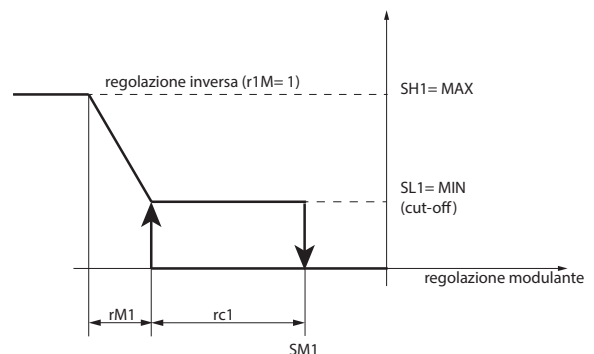 regolazione inversa (r1M= 1)
SH1= MAX
SL1= MIN
(cut-off)
regolazione modulante
rM1
rc1
SM1